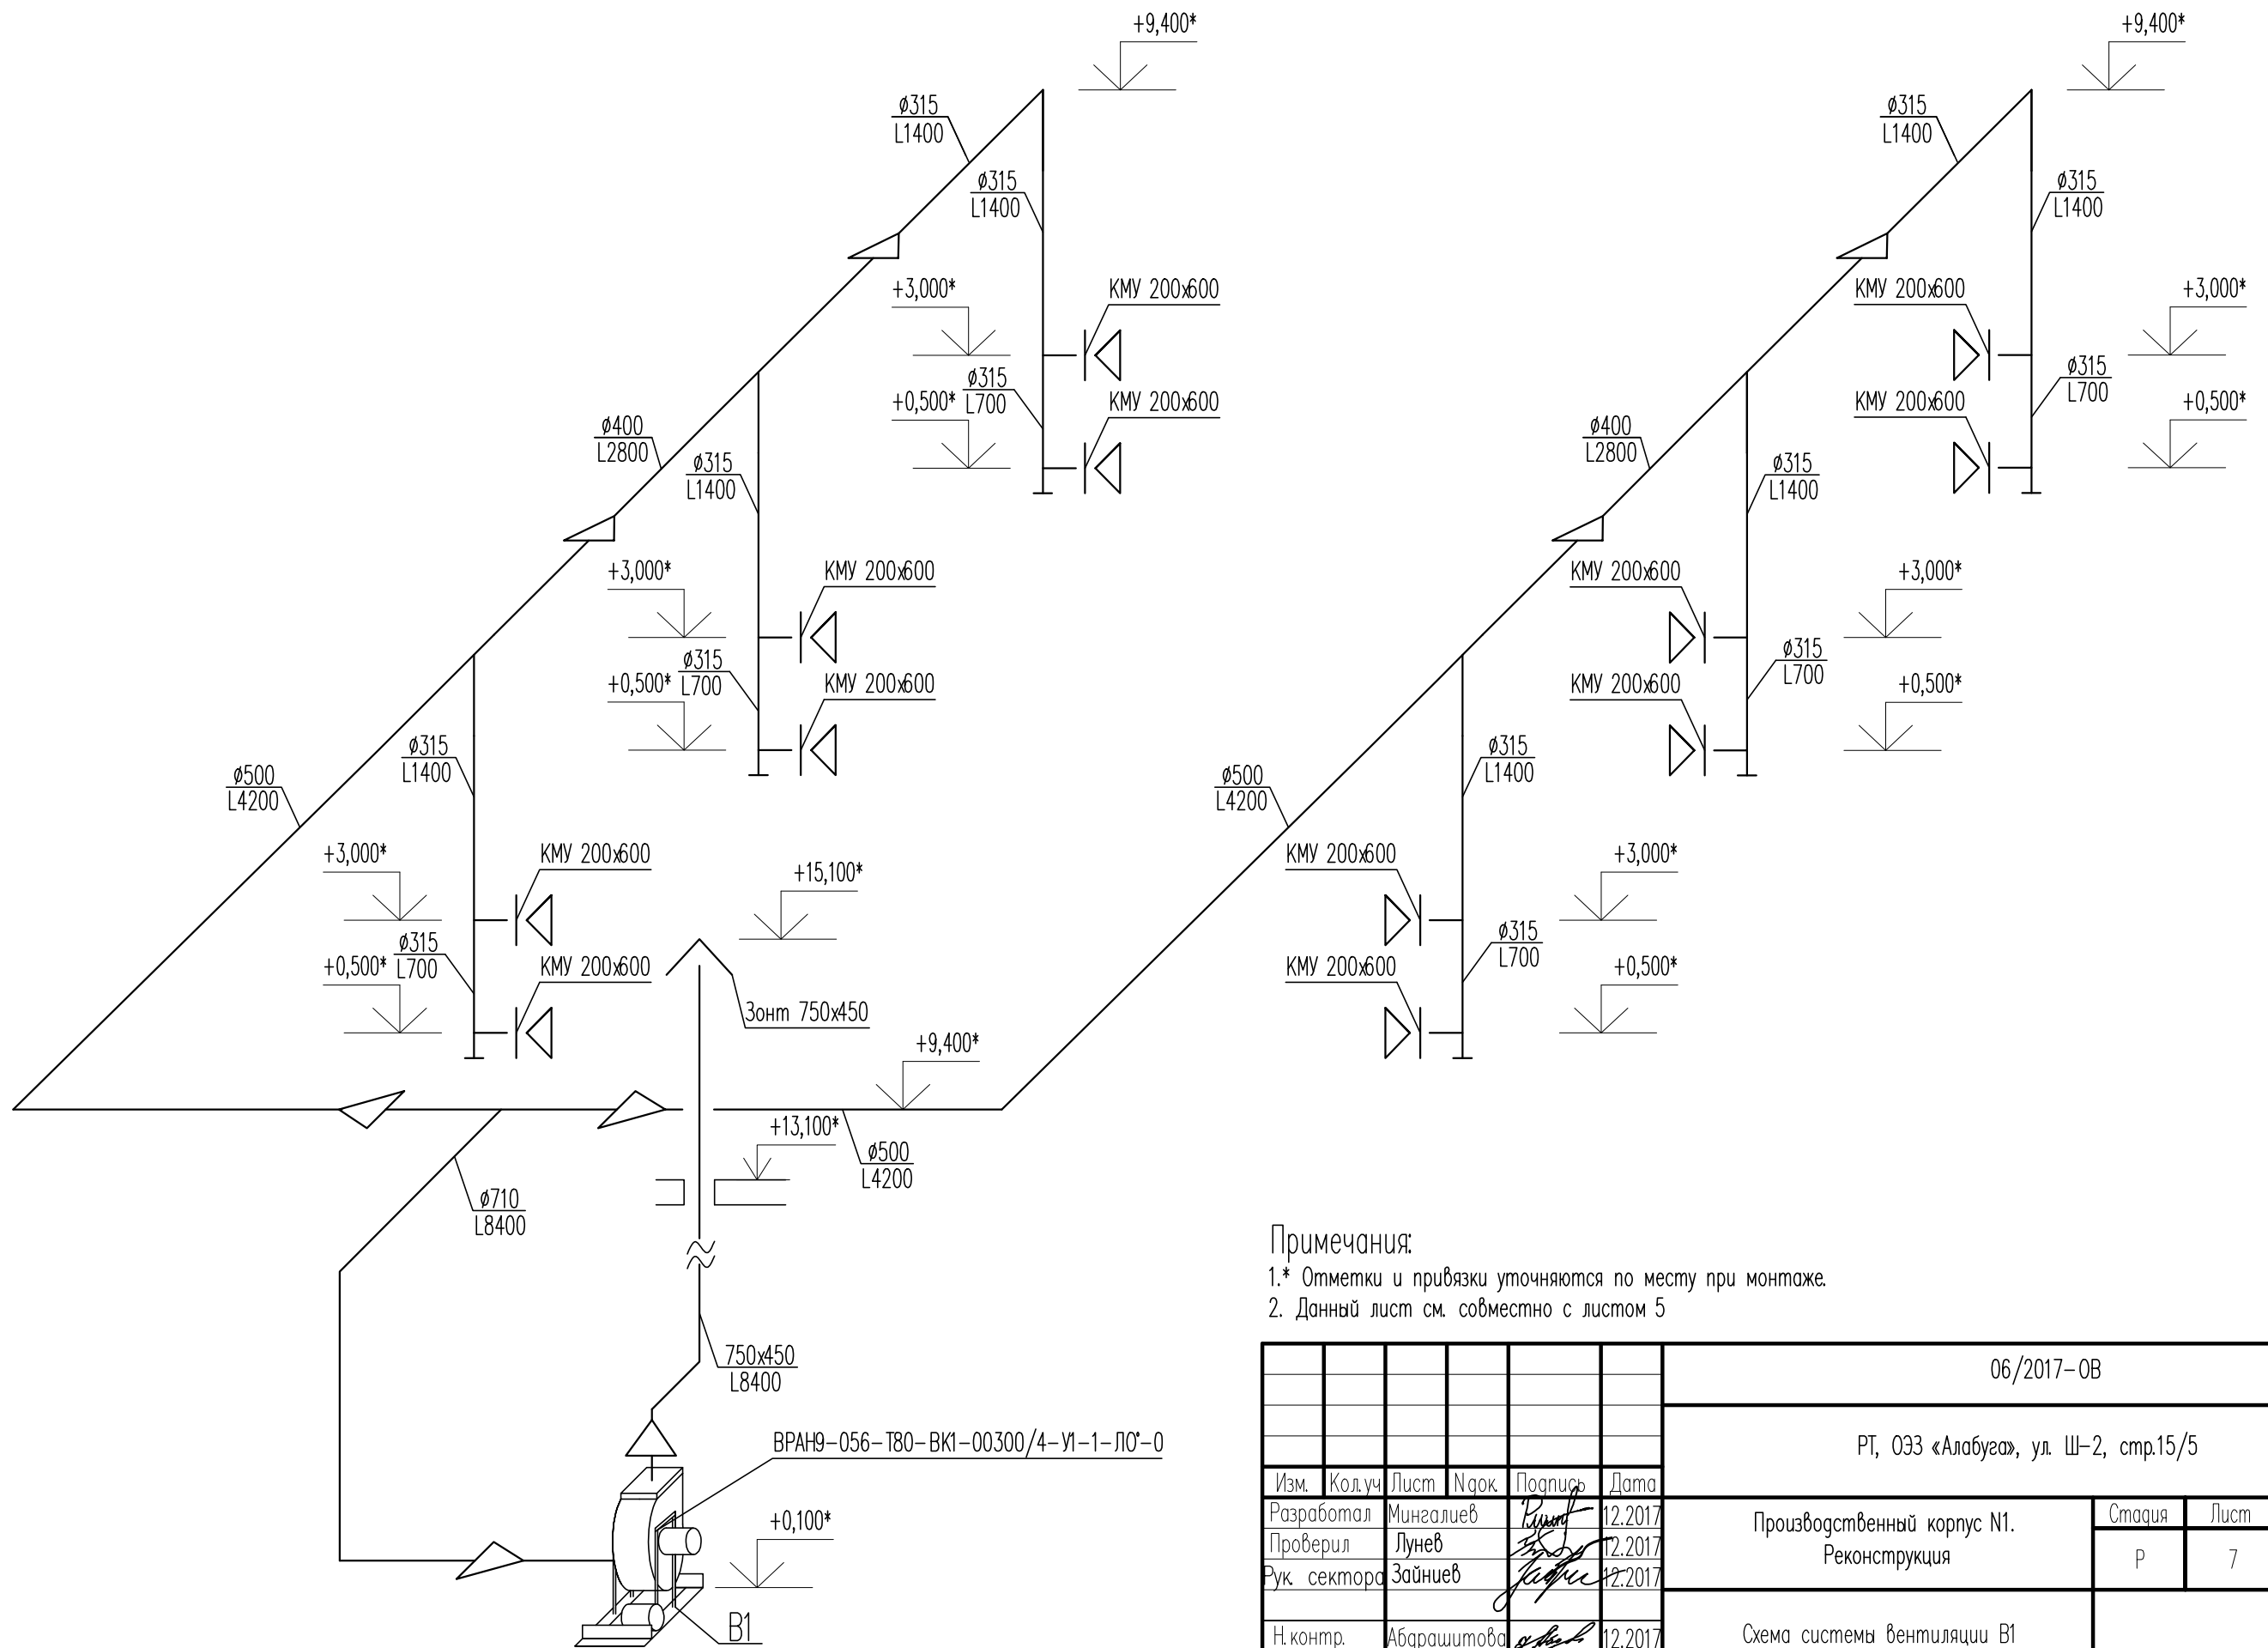 +9,400*
+9,400*
ø315
L1400
ø315
L1400
ø315
L1400
ø315
L1400
+3,000*
КМУ 200х600
КМУ 200х600
+3,000*
ø315
L700
ø315
L700
+0,500*
КМУ 200х600
КМУ 200х600
+0,500*
ø400
L2800
ø400
L2800
ø315
L1400
ø315
L1400
+3,000*
КМУ 200х600
КМУ 200х600
+3,000*
ø315
L700
ø315
L700
+0,500*
КМУ 200х600
КМУ 200х600
+0,500*
ø315
L1400
ø315
L1400
ø500
L4200
ø500
L4200
+3,000*
КМУ 200х600
+15,100*
КМУ 200х600
+3,000*
ø315
L700
ø315
L700
+0,500*
КМУ 200х600
КМУ 200х600
+0,500*
Зонт 750х450
+9,400*
+13,100*
ø500
L4200
ø710
L8400
750х450
L8400
ВРАН9-056-Т80-ВК1-00300/4-У1-1-ЛО°-0
+0,100*
В1
Примечания:
1.* Отметки и привязки уточняются по месту при монтаже.
2. Данный лист см. совместно с листом 5
06/2017-ОВ
РТ, ОЭЗ «Алабуга», ул. Ш-2, стр.15/5
Изм. Кол.уч Лист Nдок. Подпись Дата
Разработал Мингалиев 12.2017
Проверил Лунев 12.2017
Рук. сектора Зайниев 12.2017
Н.контр. Абдрашитова 12.2017
Производственный корпус N1.
Реконструкция
Стадия Лист
Р 7
Схема системы вентиляции В1